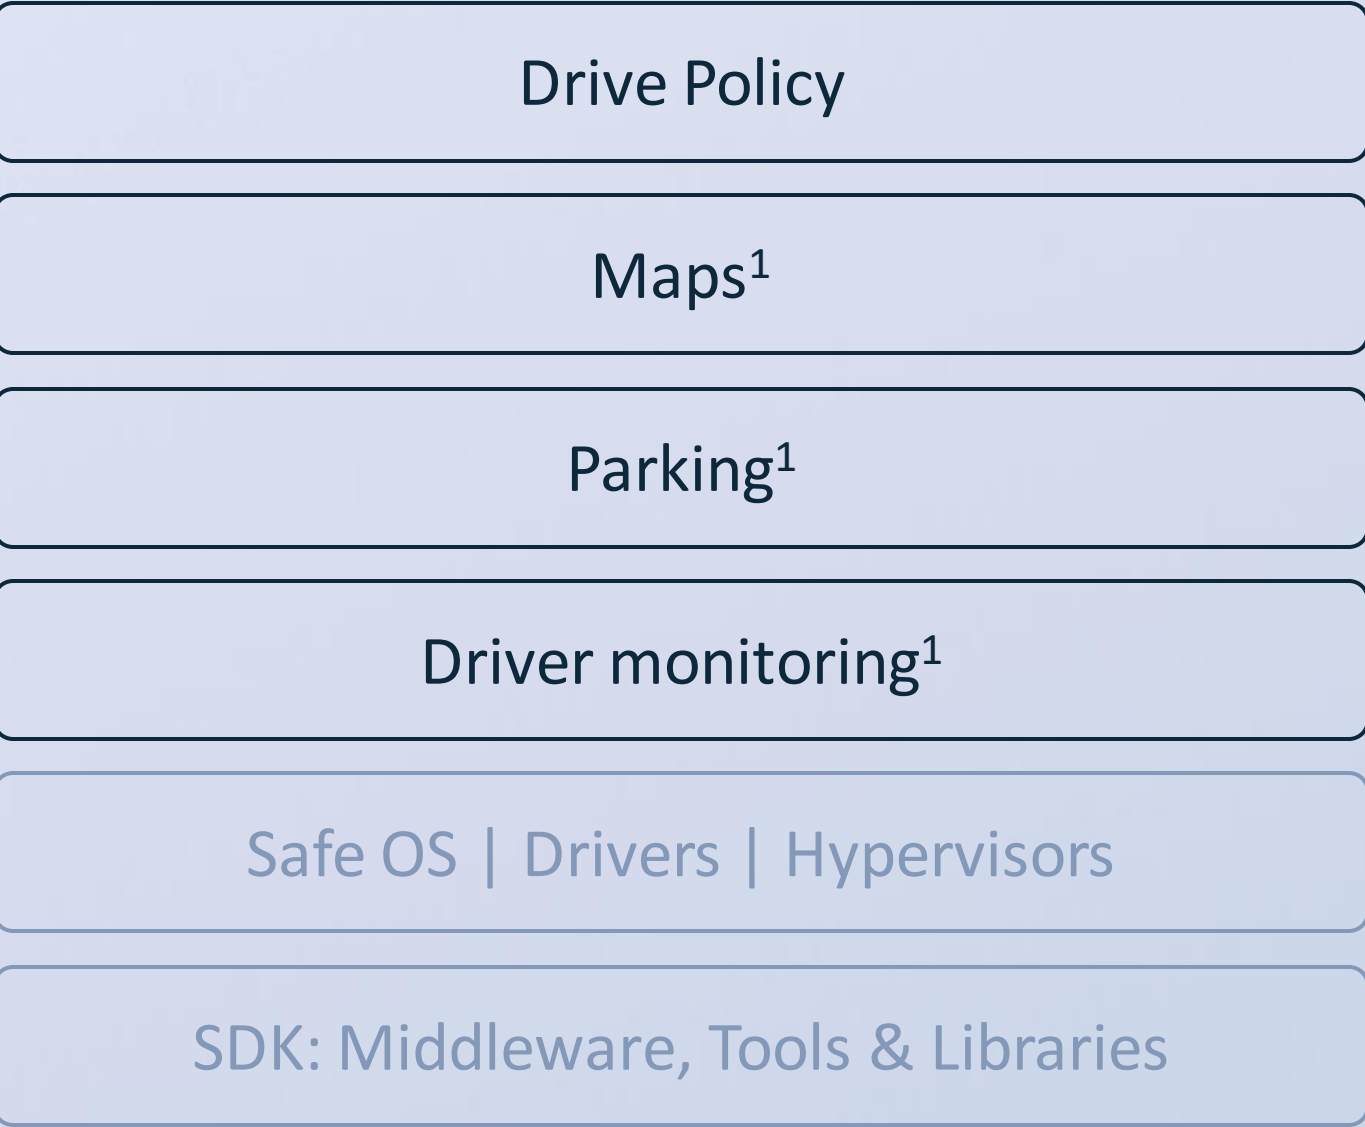 Drive Policy
Maps¹
Parking¹
Driver monitoring¹
Safe OS | Drivers | Hypervisors
SDK: Middleware, Tools & Libraries